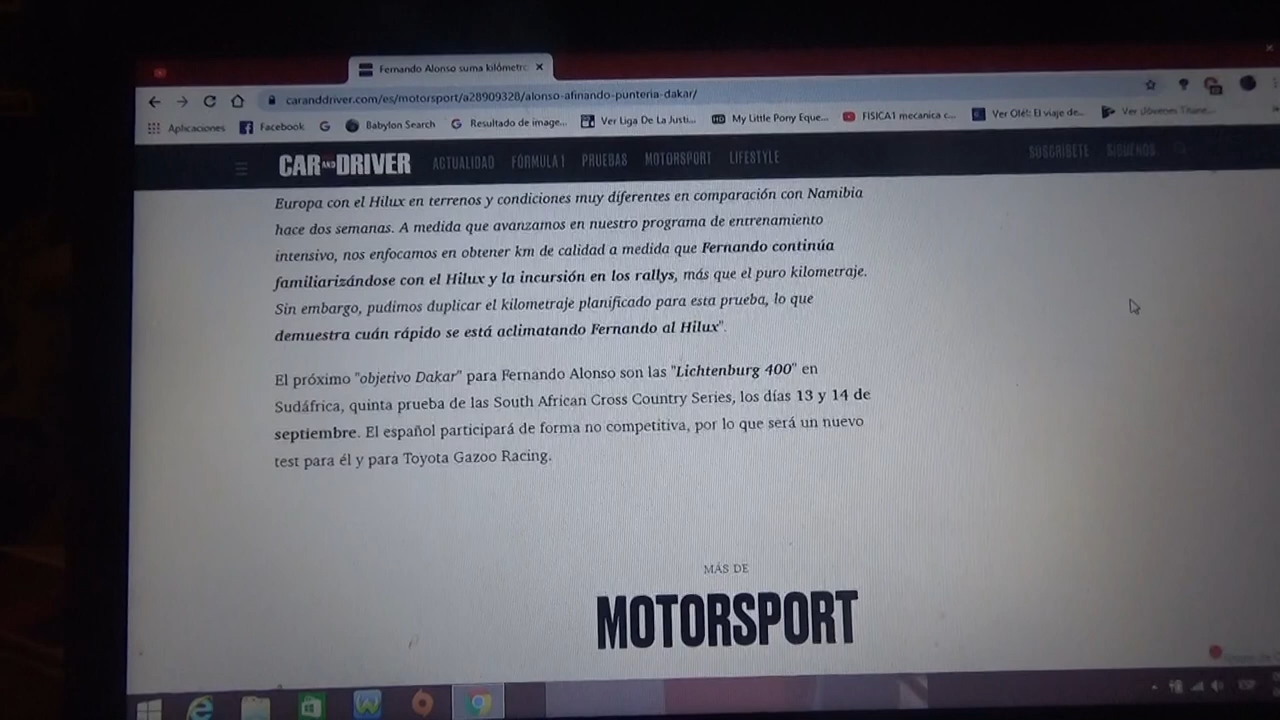 Fernando Alonso suma kilómetro
caranddriver.com/es/motorsport/a28909328/alonso-afinando-punteria-dakar/
Aplicaciones Facebook Babylon Search Resultado de image... Ver Liga De La Justi... My Little Pony Eque... FISICA1 mecanica c... Ver Olé!: El viaje de... Ver Jóvenes Titane...
CAR AND DRIVER ACTUALIDAD FÓRMULA 1 PRUEBAS MOTORSPORT LIFESTYLE SUSCRÍBETE SÍGUENOS
Europa con el Hilux en terrenos y condiciones muy diferentes en comparación con Namibia
hace dos semanas. A medida que avanzamos en nuestro programa de entrenamiento
intensivo, nos enfocamos en obtener km de calidad a medida que Fernando continúa
familiarizándose con el Hilux y la incursión en los rallys, más que el puro kilometraje.
Sin embargo, pudimos duplicar el kilometraje planificado para esta prueba, lo que
demuestra cuán rápido se está aclimatando Fernando al Hilux".
El próximo "objetivo Dakar" para Fernando Alonso son las "Lichtenburg 400" en
Sudáfrica, quinta prueba de las South African Cross Country Series, los días 13 y 14 de
septiembre. El español participará de forma no competitiva, por lo que será un nuevo
test para él y para Toyota Gazoo Racing.
MÁS DE
MOTORSPORT